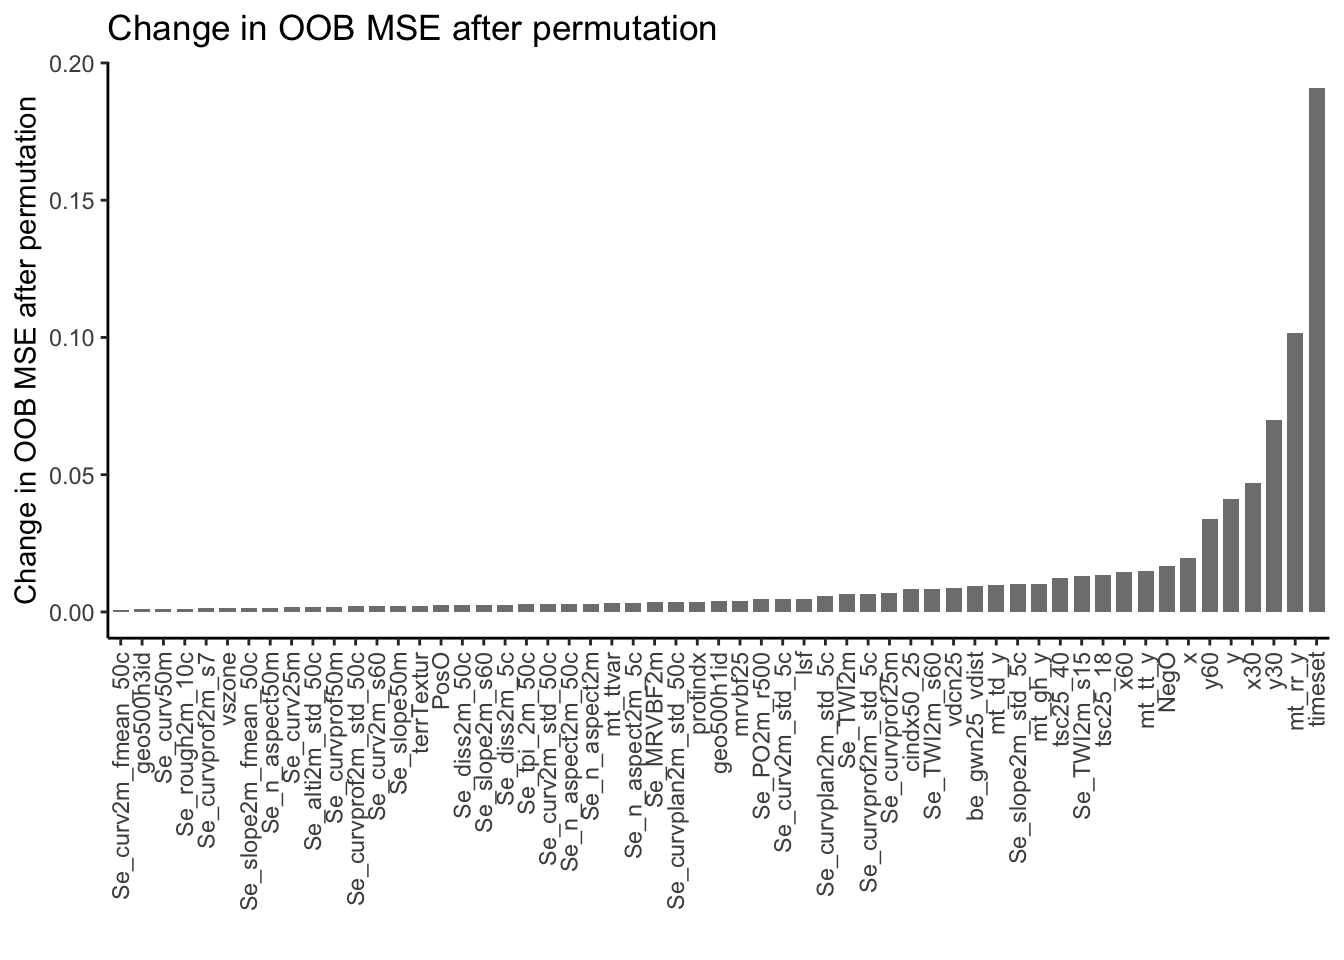 Change in OOB MSE after permutation
Change in OOB MSE after permutation
0.20
0.15
0.10
0.05
0.00
Se_curv2m_fmean_50c
geo500h3id
Se_curv50m
Se_rough2m_10c
Se_curvprof2m_s7
vszone
Se_slope2m_fmean_50c
Se_n_aspect50m
Se_curv25m
Se_alti2m_std_50c
Se_curvprof50m
Se_curvprof2m_std_50c
Se_curv2m_s60
Se_slope50m
terrTextur
PosO
Se_diss2m_50c
Se_slope2m_s60
Se_diss2m_5c
Se_tpi_2m_50c
Se_curv2m_std_50c
Se_n_aspect2m_50c
Se_n_aspect2m
mt_ttvar
Se_n_aspect2m_5c
Se_MRVBF2m
Se_curvplan2m_std_50c
protindx
geo500h1id
mrvbf25
Se_PO2m_r500
Se_curv2m_std_5c
lsf
Se_curvplan2m_std_5c
Se_TWI2m
Se_curvprof2m_std_5c
Se_curvprof25m
cindx50_25
Se_TWI2m_s60
vdcn25
be_gwn25_vdist
mt_td_y
Se_slope2m_std_5c
mt_gh_y
tsc25_40
Se_TWI2m_s15
tsc25_18
x60
mt_tt_y
NegO
x
y60
y
x30
y30
mt_rr_y
timeset